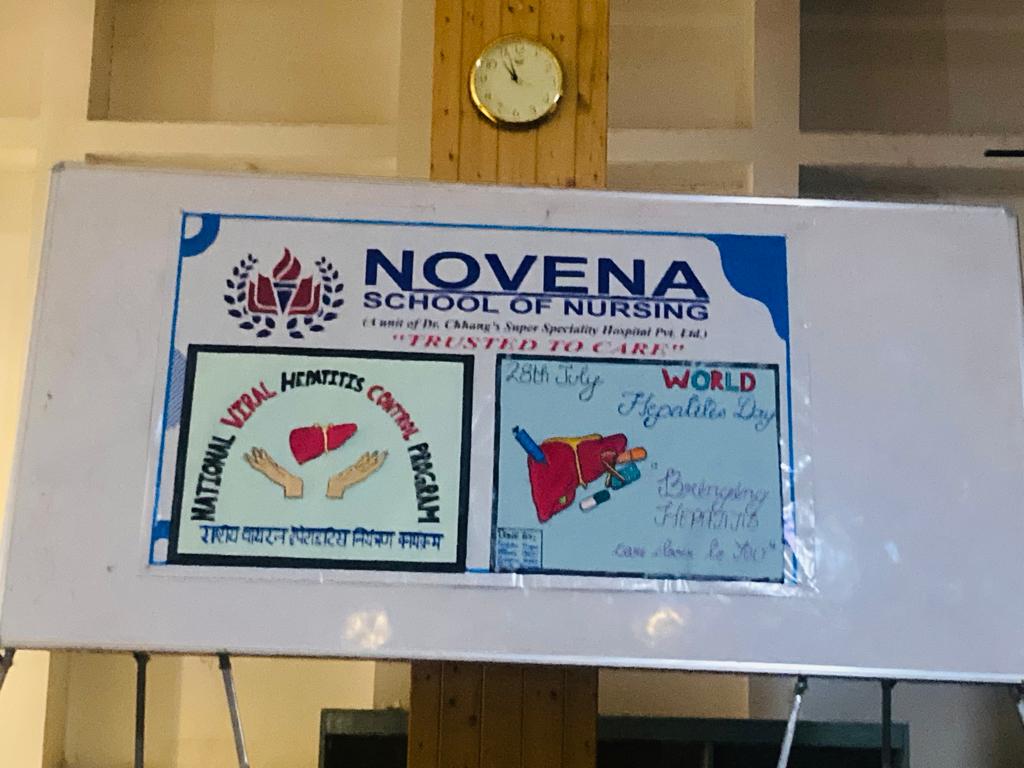 NOVENA
SCHOOL OF NURSING
(A unit of Dr. Chhang's Super Speciality Hospital Pvt. Ltd.)
"TRUSTED TO CARE"
NATIONAL VIRAL HEPATITIS CONTROL PROGRAM
राष्ट्रीय वायरल हेपेटाइटिस नियंत्रण कार्यक्रम
28th July
WORLD
Hepatites Day
"Bringing
HEPATITIS
care closer to YOU"